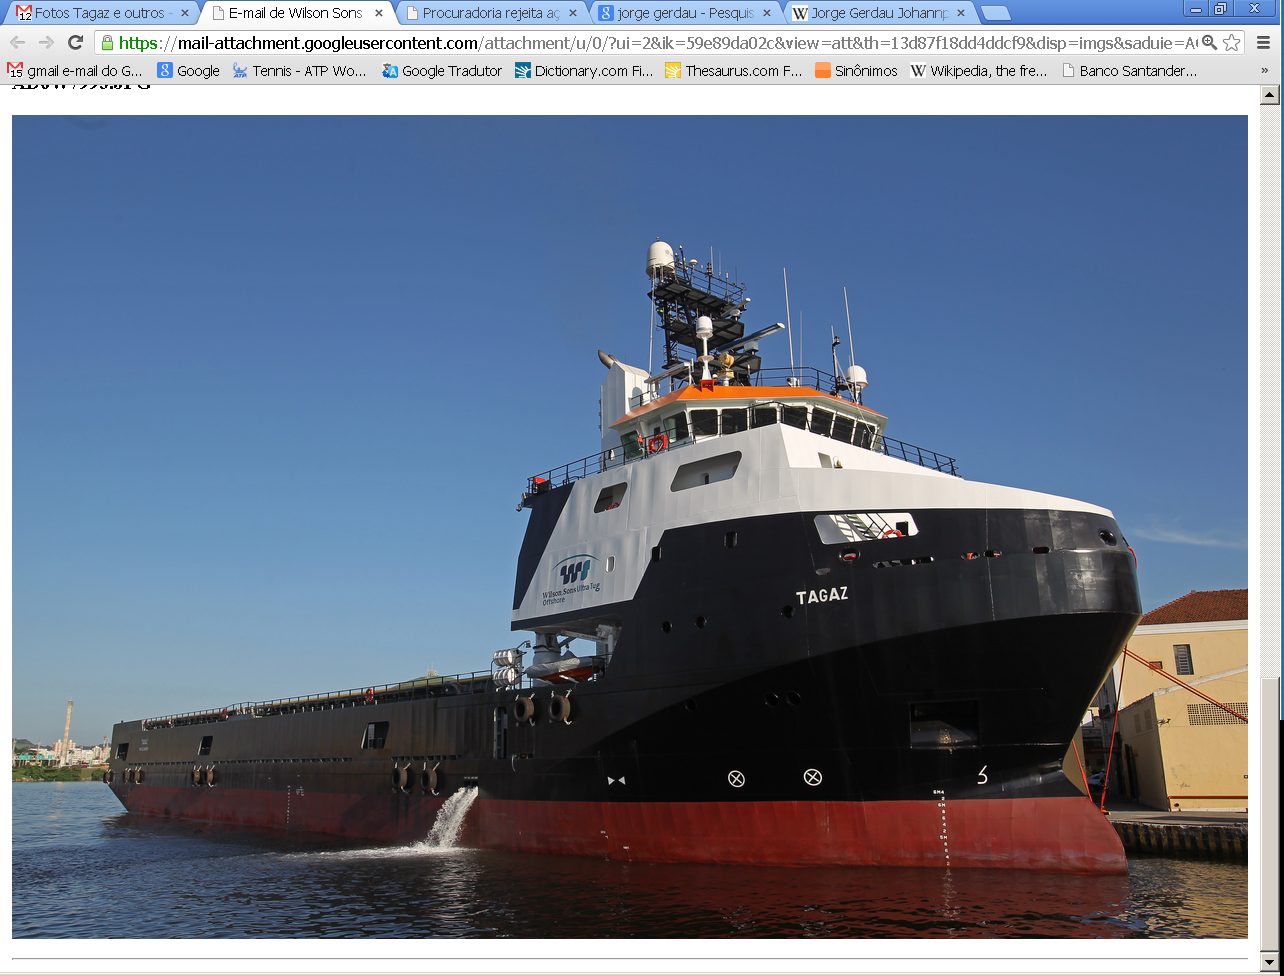 Fotos Tagaz e outros -
E-mail de Wilson Sons
Procuradoria rejeita aç
jorge gerdau - Pesquis
Jorge Gerdau Johannp
https://mail-attachment.googleusercontent.com/attachment/u/0/?ui=2&ik=59e89da02c&view=att&th=13d87f18dd4ddcf9&disp=imgs&saduie=A
gmail e-mail do G...
Google
Tennis - ATP Wo...
Google Tradutor
Dictionary.com Fi...
Thesaurus.com F...
Sinônimos
Wikipedia, the fre...
Banco Santander...
»
WS
Wilson, Sons Ultratug
Offshore
TAGAZ